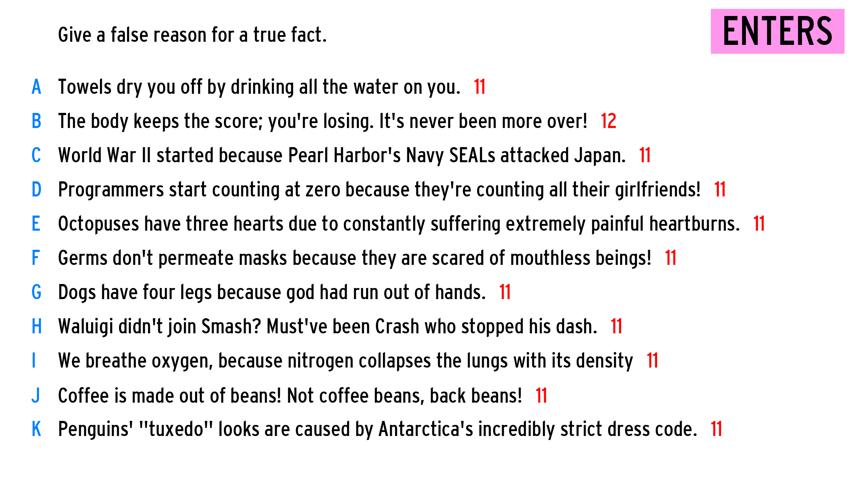 Give a false reason for a true fact.
ENTERS
A Towels dry you off by drinking all the water on you. 11
B The body keeps the score; you're losing. It's never been more over! 12
C World War II started because Pearl Harbor's Navy SEALs attacked Japan. 11
D Programmers start counting at zero because they're counting all their girlfriends! 11
E Octopuses have three hearts due to constantly suffering extremely painful heartburns. 11
F Germs don't permeate masks because they are scared of mouthless beings! 11
G Dogs have four legs because god had run out of hands. 11
H Waluigi didn't join Smash? Must've been Crash who stopped his dash. 11
I We breathe oxygen, because nitrogen collapses the lungs with its density 11
J Coffee is made out of beans! Not coffee beans, back beans! 11
K Penguins' "tuxedo" looks are caused by Antarctica's incredibly strict dress code. 11